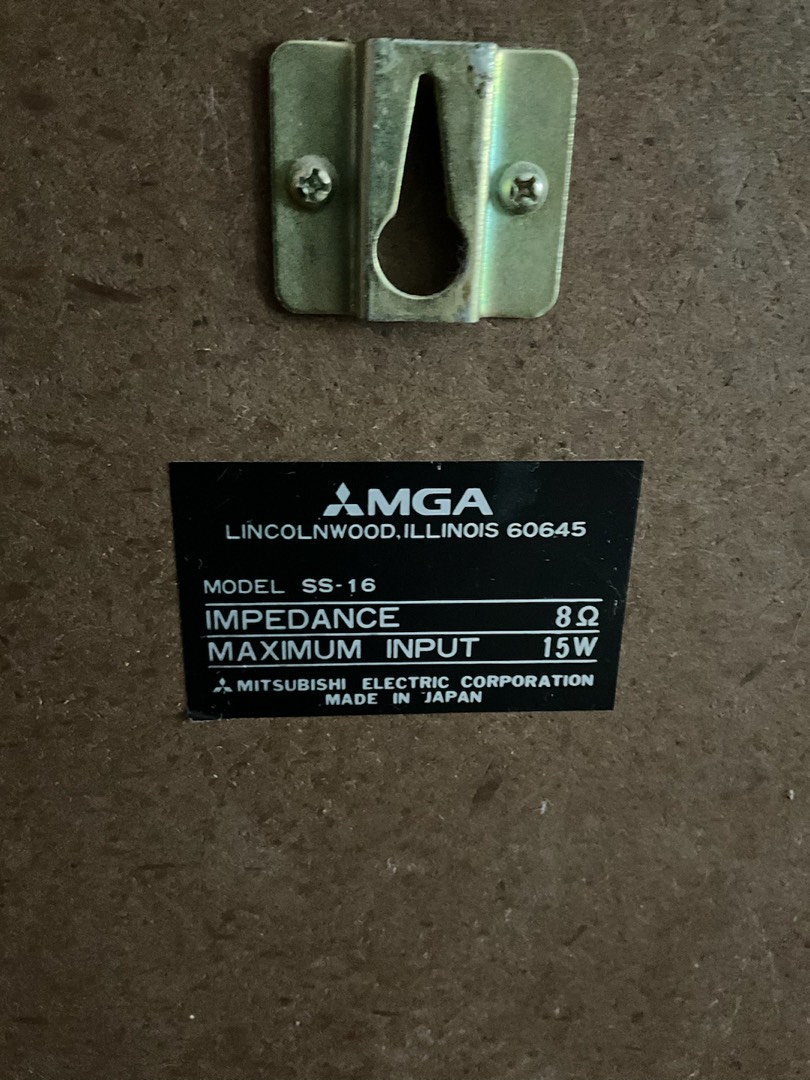 MGA
LINCOLNWOOD, ILLINOIS 60645
MODEL SS-16
IMPEDANCE 8Ω
MAXIMUM INPUT 15W
MITSUBISHI ELECTRIC CORPORATION
MADE IN JAPAN